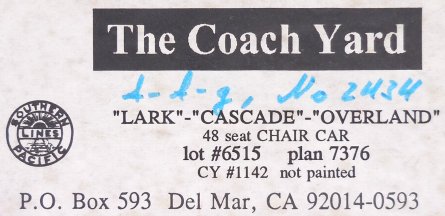 The Coach Yard
No 2434
"LARK"-"CASCADE"-"OVERLAND"
48 seat CHAIR CAR
SOUTHERN
LINES
PACIFIC
lot #6515 plan 7376
CY #1142 not painted
P.O. Box 593 Del Mar, CA 92014-0593